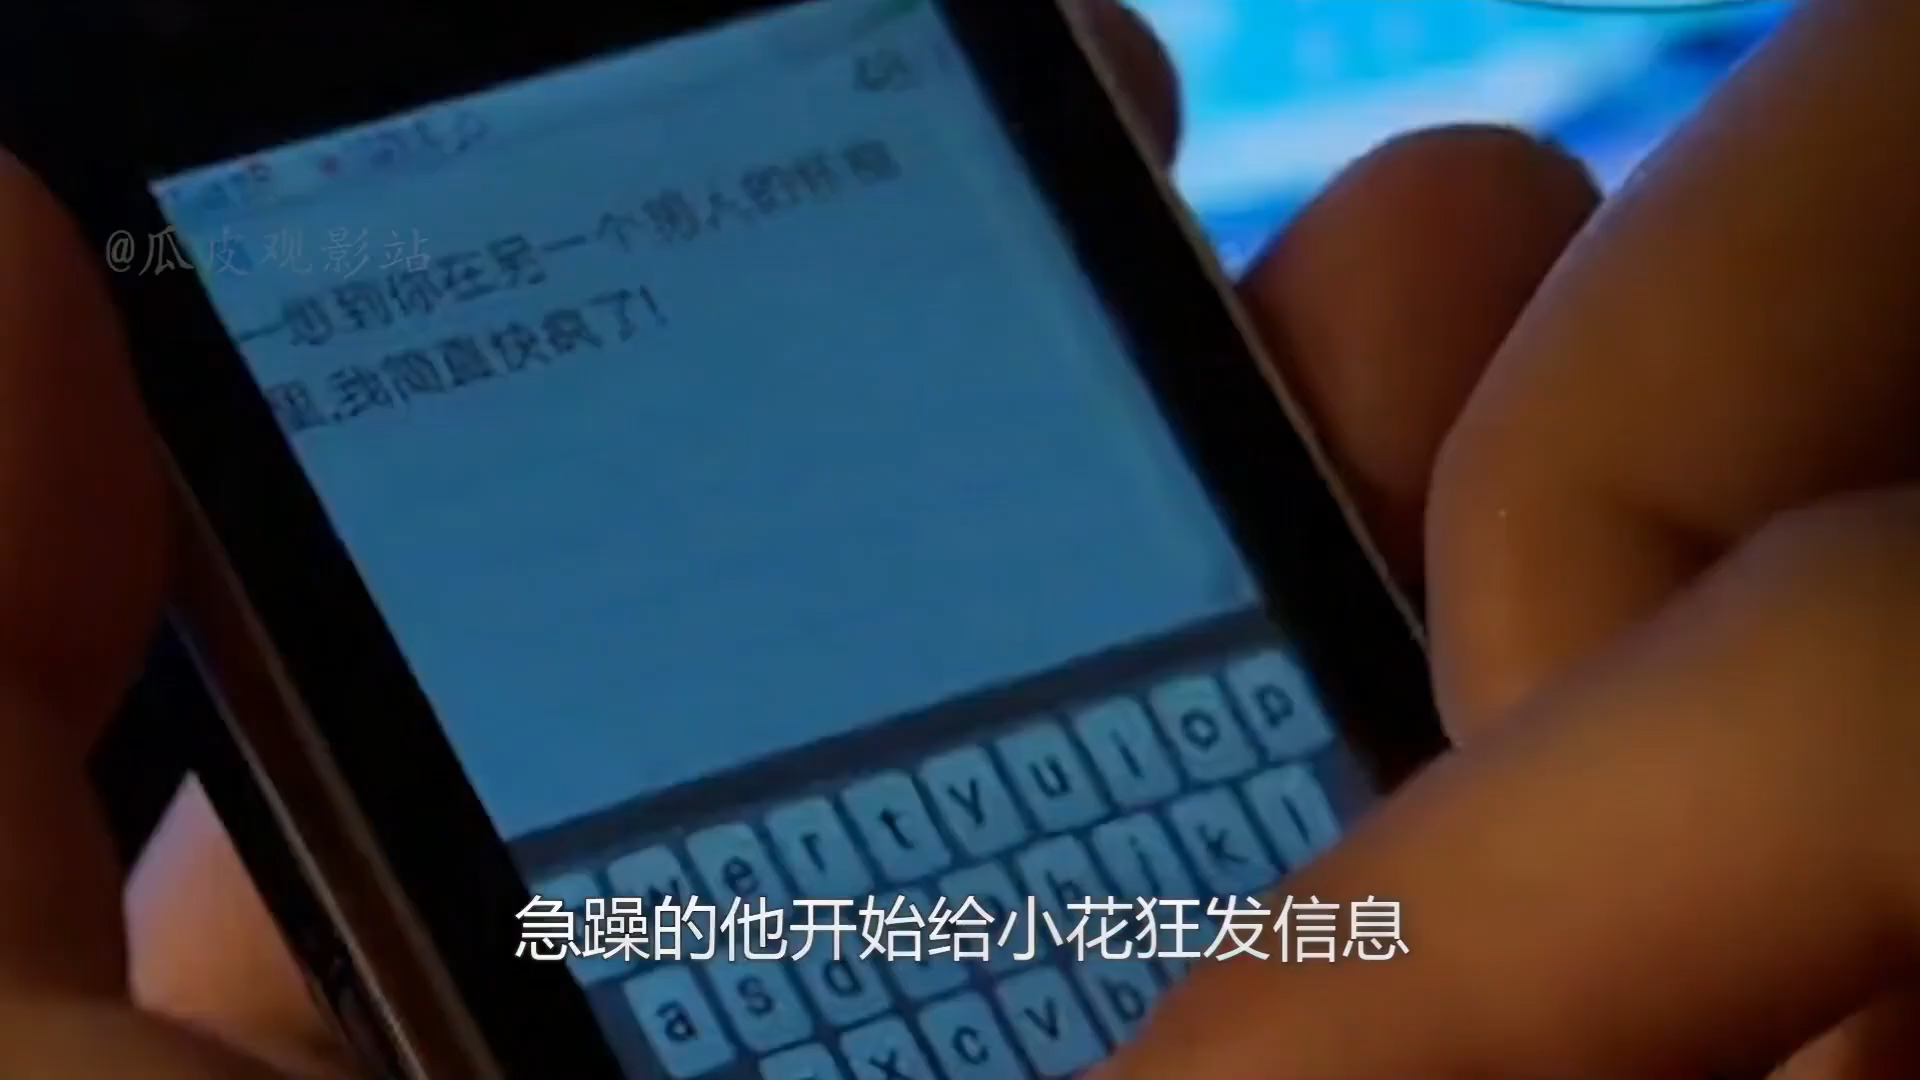 @瓜皮观影站
一想到你在另一个男人的怀抱
里,我简直快疯了!
w e r t y u i o p
h j k l
a s d
x c v b
急躁的他开始给小花狂发信息